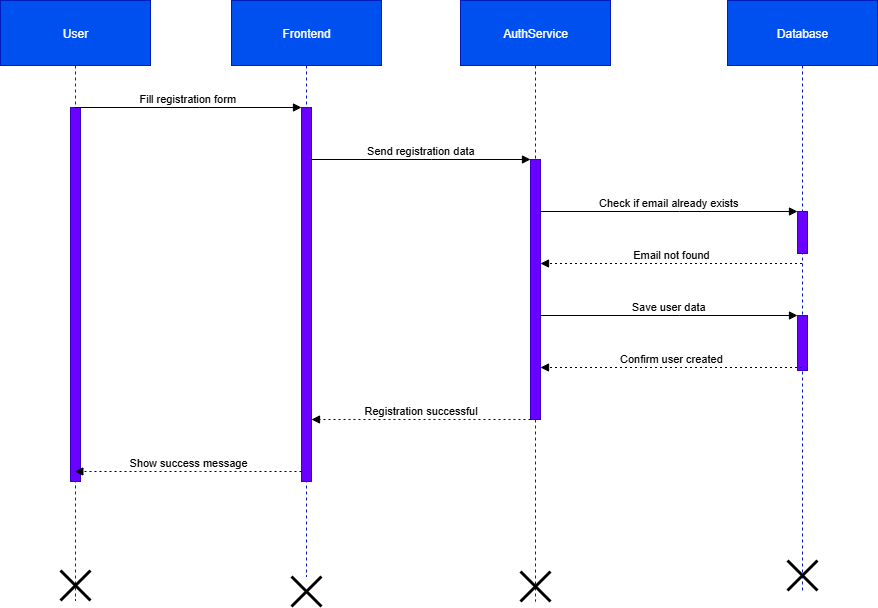 User
Frontend
AuthService
Database
Fill registration form
Send registration data
Check if email already exists
Email not found
Save user data
Confirm user created
Registration successful
Show success message